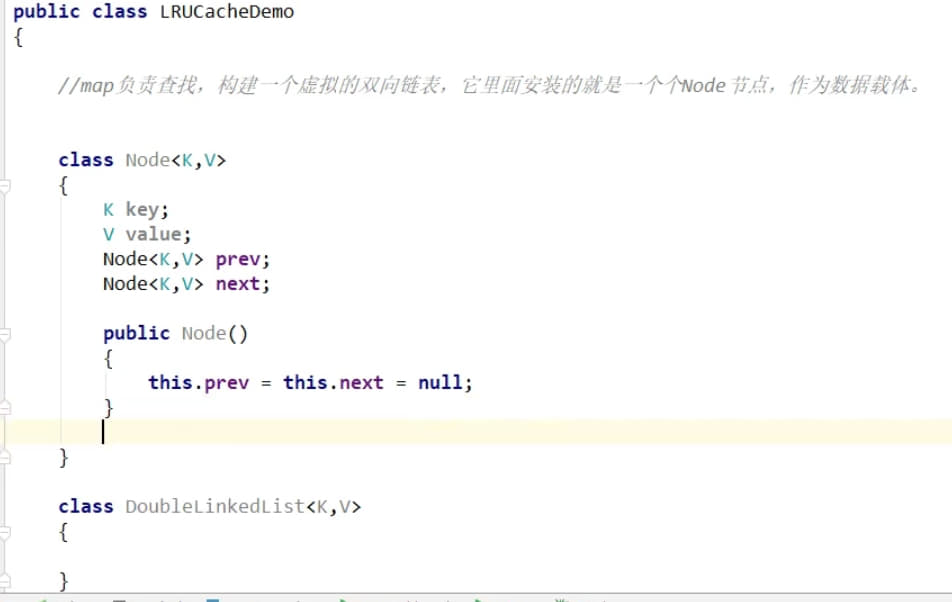 public class LRUCacheDemo
{
//map负责查找，构建一个虚拟的双向链表，它里面安装的就是一个个Node节点，作为数据载体。
class Node<K,V>
{
K key;
V value;
Node<K,V> prev;
Node<K,V> next;
public Node()
{
this.prev = this.next = null;
}
}
class DoubleLinkedList<K,V>
{
}